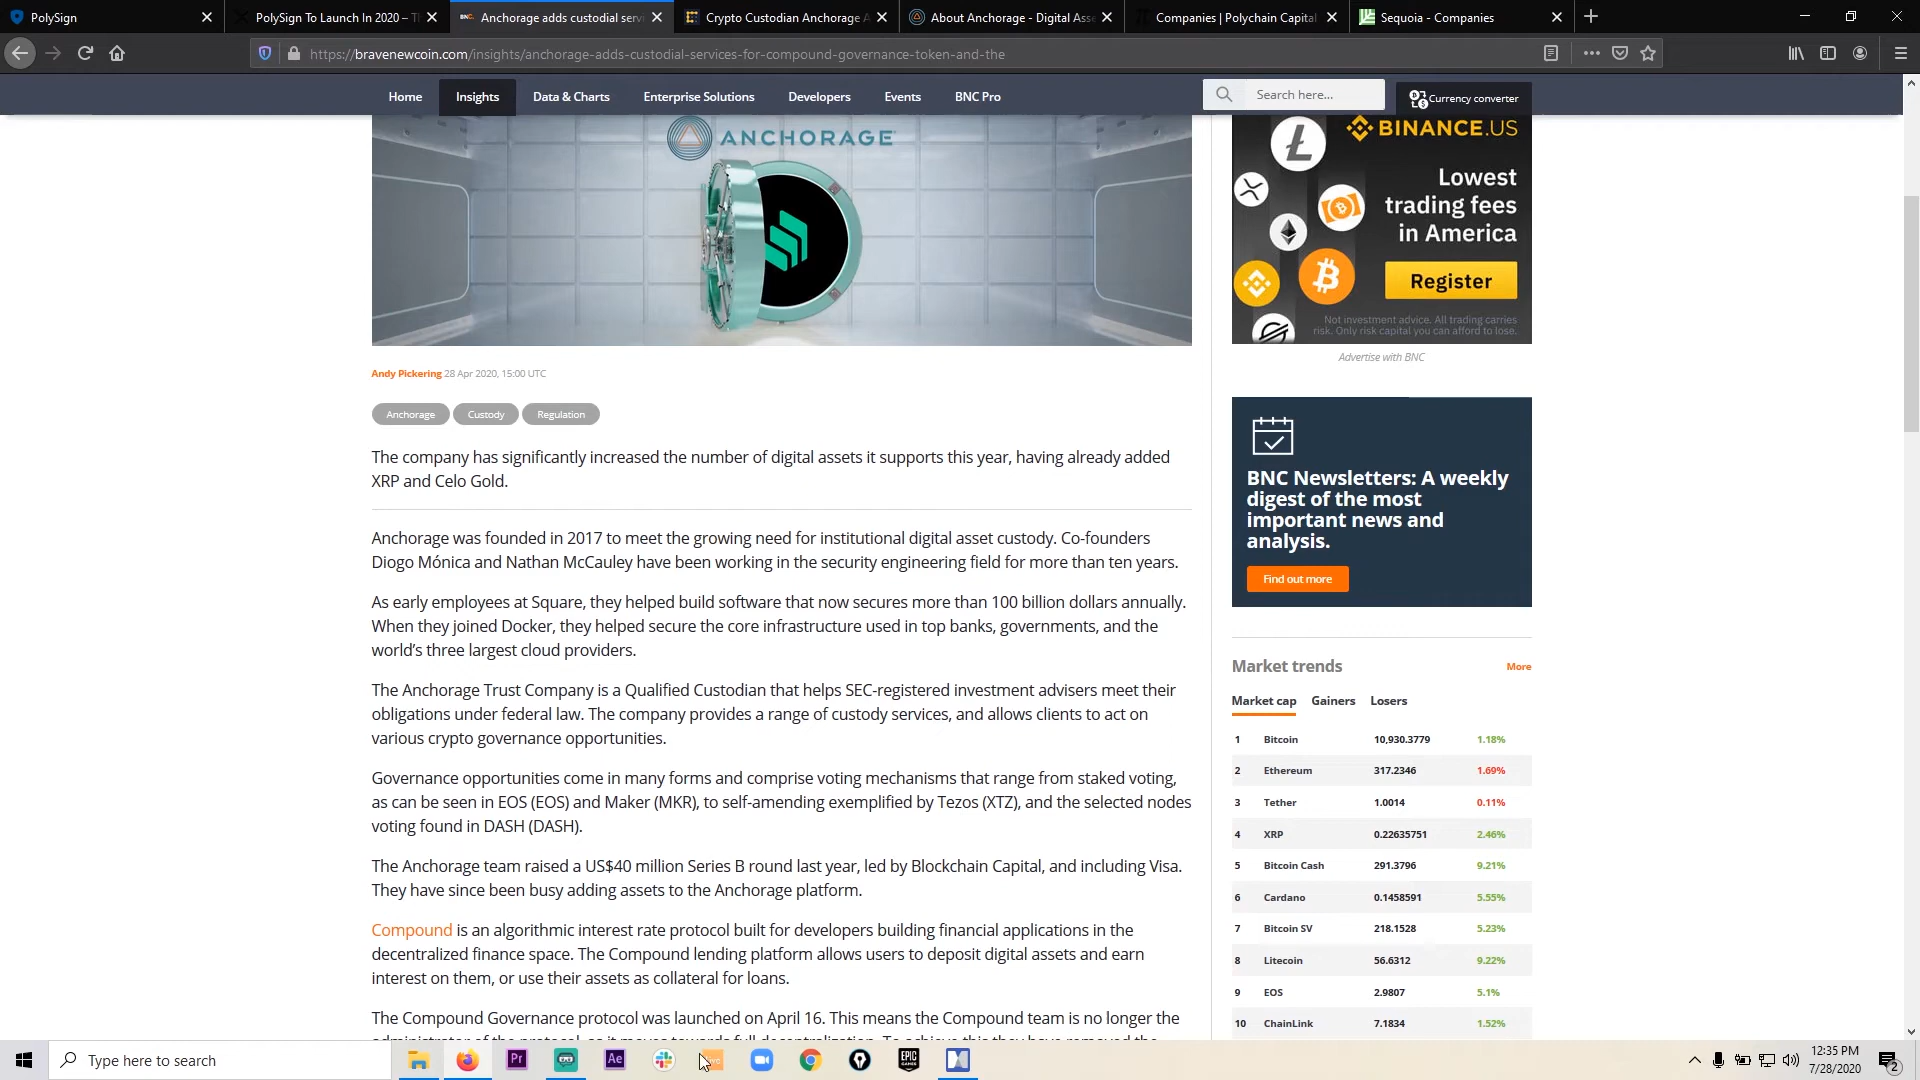 PolySign
PolySign To Launch In 2020 – T
BNC.
Anchorage adds custodial serv
Crypto Custodian Anchorage A
About Anchorage - Digital Ass
Companies | Polychain Capital
Sequoia - Companies
https://bravenewcoin.com/insights/anchorage-adds-custodial-services-for-compound-governance-token-and-the
Home
Insights
Data & Charts
Enterprise Solutions
Developers
Events
BNC Pro
Search here...
Currency converter
ANCHORAGE
Andy Pickering 28 Apr 2020, 15:00 UTC
Anchorage
Custody
Regulation
The company has significantly increased the number of digital assets it supports this year, having already added
XRP and Celo Gold.
Anchorage was founded in 2017 to meet the growing need for institutional digital asset custody. Co-founders
Diogo Mónica and Nathan McCauley have been working in the security engineering field for more than ten years.
As early employees at Square, they helped build software that now secures more than 100 billion dollars annually.
When they joined Docker, they helped secure the core infrastructure used in top banks, governments, and the
world's three largest cloud providers.
The Anchorage Trust Company is a Qualified Custodian that helps SEC-registered investment advisers meet their
obligations under federal law. The company provides a range of custody services, and allows clients to act on
various crypto governance opportunities.
Governance opportunities come in many forms and comprise voting mechanisms that range from staked voting,
as can be seen in EOS (EOS) and Maker (MKR), to self-amending exemplified by Tezos (XTZ), and the selected nodes
voting found in DASH (DASH).
The Anchorage team raised a US$40 million Series B round last year, led by Blockchain Capital, and including Visa.
They have since been busy adding assets to the Anchorage platform.
Compound is an algorithmic interest rate protocol built for developers building financial applications in the
decentralized finance space. The Compound lending platform allows users to deposit digital assets and earn
interest on them, or use their assets as collateral for loans.
The Compound Governance protocol was launched on April 16. This means the Compound team is no longer the
BINANCE.US
Lowest
trading fees
in America
Register
Not investment advice. All trading carries
risk. Only risk capital you can afford to lose.
Advertise with BNC
BNC Newsletters: A weekly
digest of the most
important news and
analysis.
Find out more
Market trends
More
Market cap
Gainers
Losers
1 Bitcoin 10,930.3779 1.18%
2 Ethereum 317.2346 1.69%
3 Tether 1.0014 0.11%
4 XRP 0.22635751 2.46%
5 Bitcoin Cash 291.3796 9.21%
6 Cardano 0.1458591 5.55%
7 Bitcoin SV 218.1528 5.23%
8 Litecoin 56.6312 9.22%
9 EOS 2.9807 5.1%
10 ChainLink 7.1834 1.52%
Type here to search
Pr
Ae
EPIC
GAMES
12:35 PM
7/28/2020
2